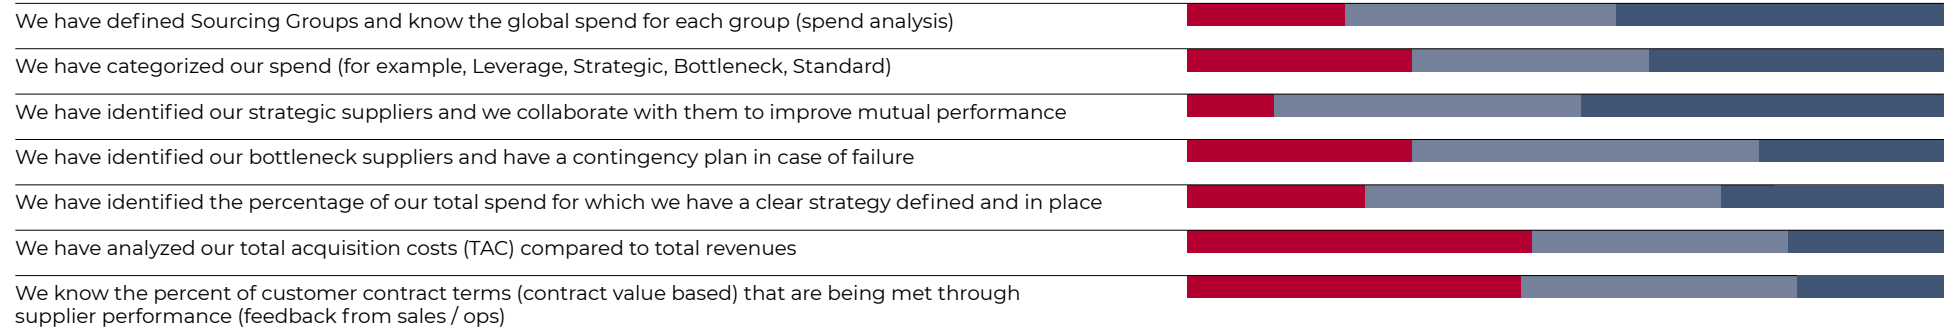 We have defined Sourcing Groups and know the global spend for each group (spend analysis)
We have categorized our spend (for example, Leverage, Strategic, Bottleneck, Standard)
We have identified our strategic suppliers and we collaborate with them to improve mutual performance
We have identified our bottleneck suppliers and have a contingency plan in case of failure
We have identified the percentage of our total spend for which we have a clear strategy defined and in place
We have analyzed our total acquisition costs (TAC) compared to total revenues
We know the percent of customer contract terms (contract value based) that are being met through
supplier performance (feedback from sales / ops)